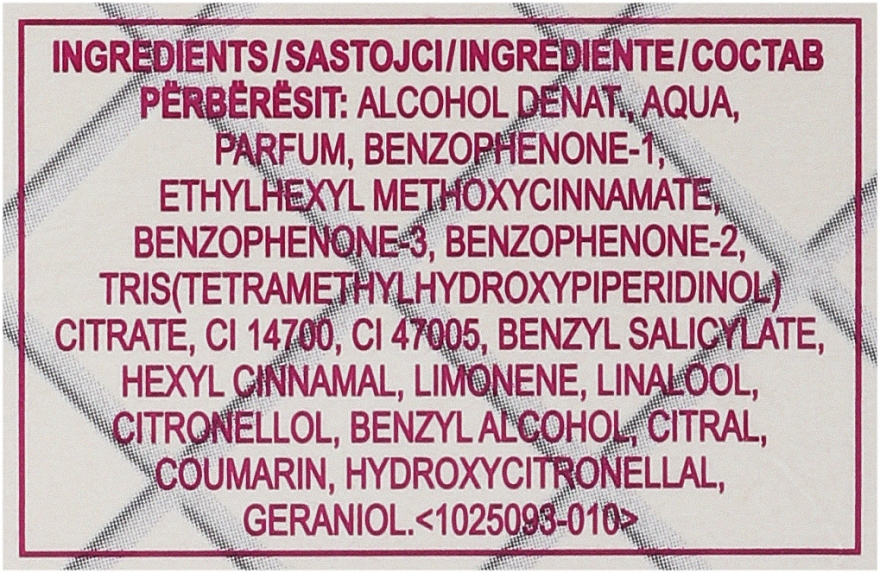 INGREDIENTS/SASTOJCI/INGREDIENTE/COCTAB
PËRBËRËSIT: ALCOHOL DENAT., AQUA,
PARFUM, BENZOPHENONE-1,
ETHYLHEXYL METHOXYCINNAMATE,
BENZOPHENONE-3, BENZOPHENONE-2,
TRIS(TETRAMETHYLHYDROXYPIPERIDINOL)
CITRATE, CI 14700, CI 47005, BENZYL SALICYLATE,
HEXYL CINNAMAL, LIMONENE, LINALOOL,
CITRONELLOL, BENZYL ALCOHOL, CITRAL,
COUMARIN, HYDROXYCITRONELLAL,
GERANIOL.<1025093-010>